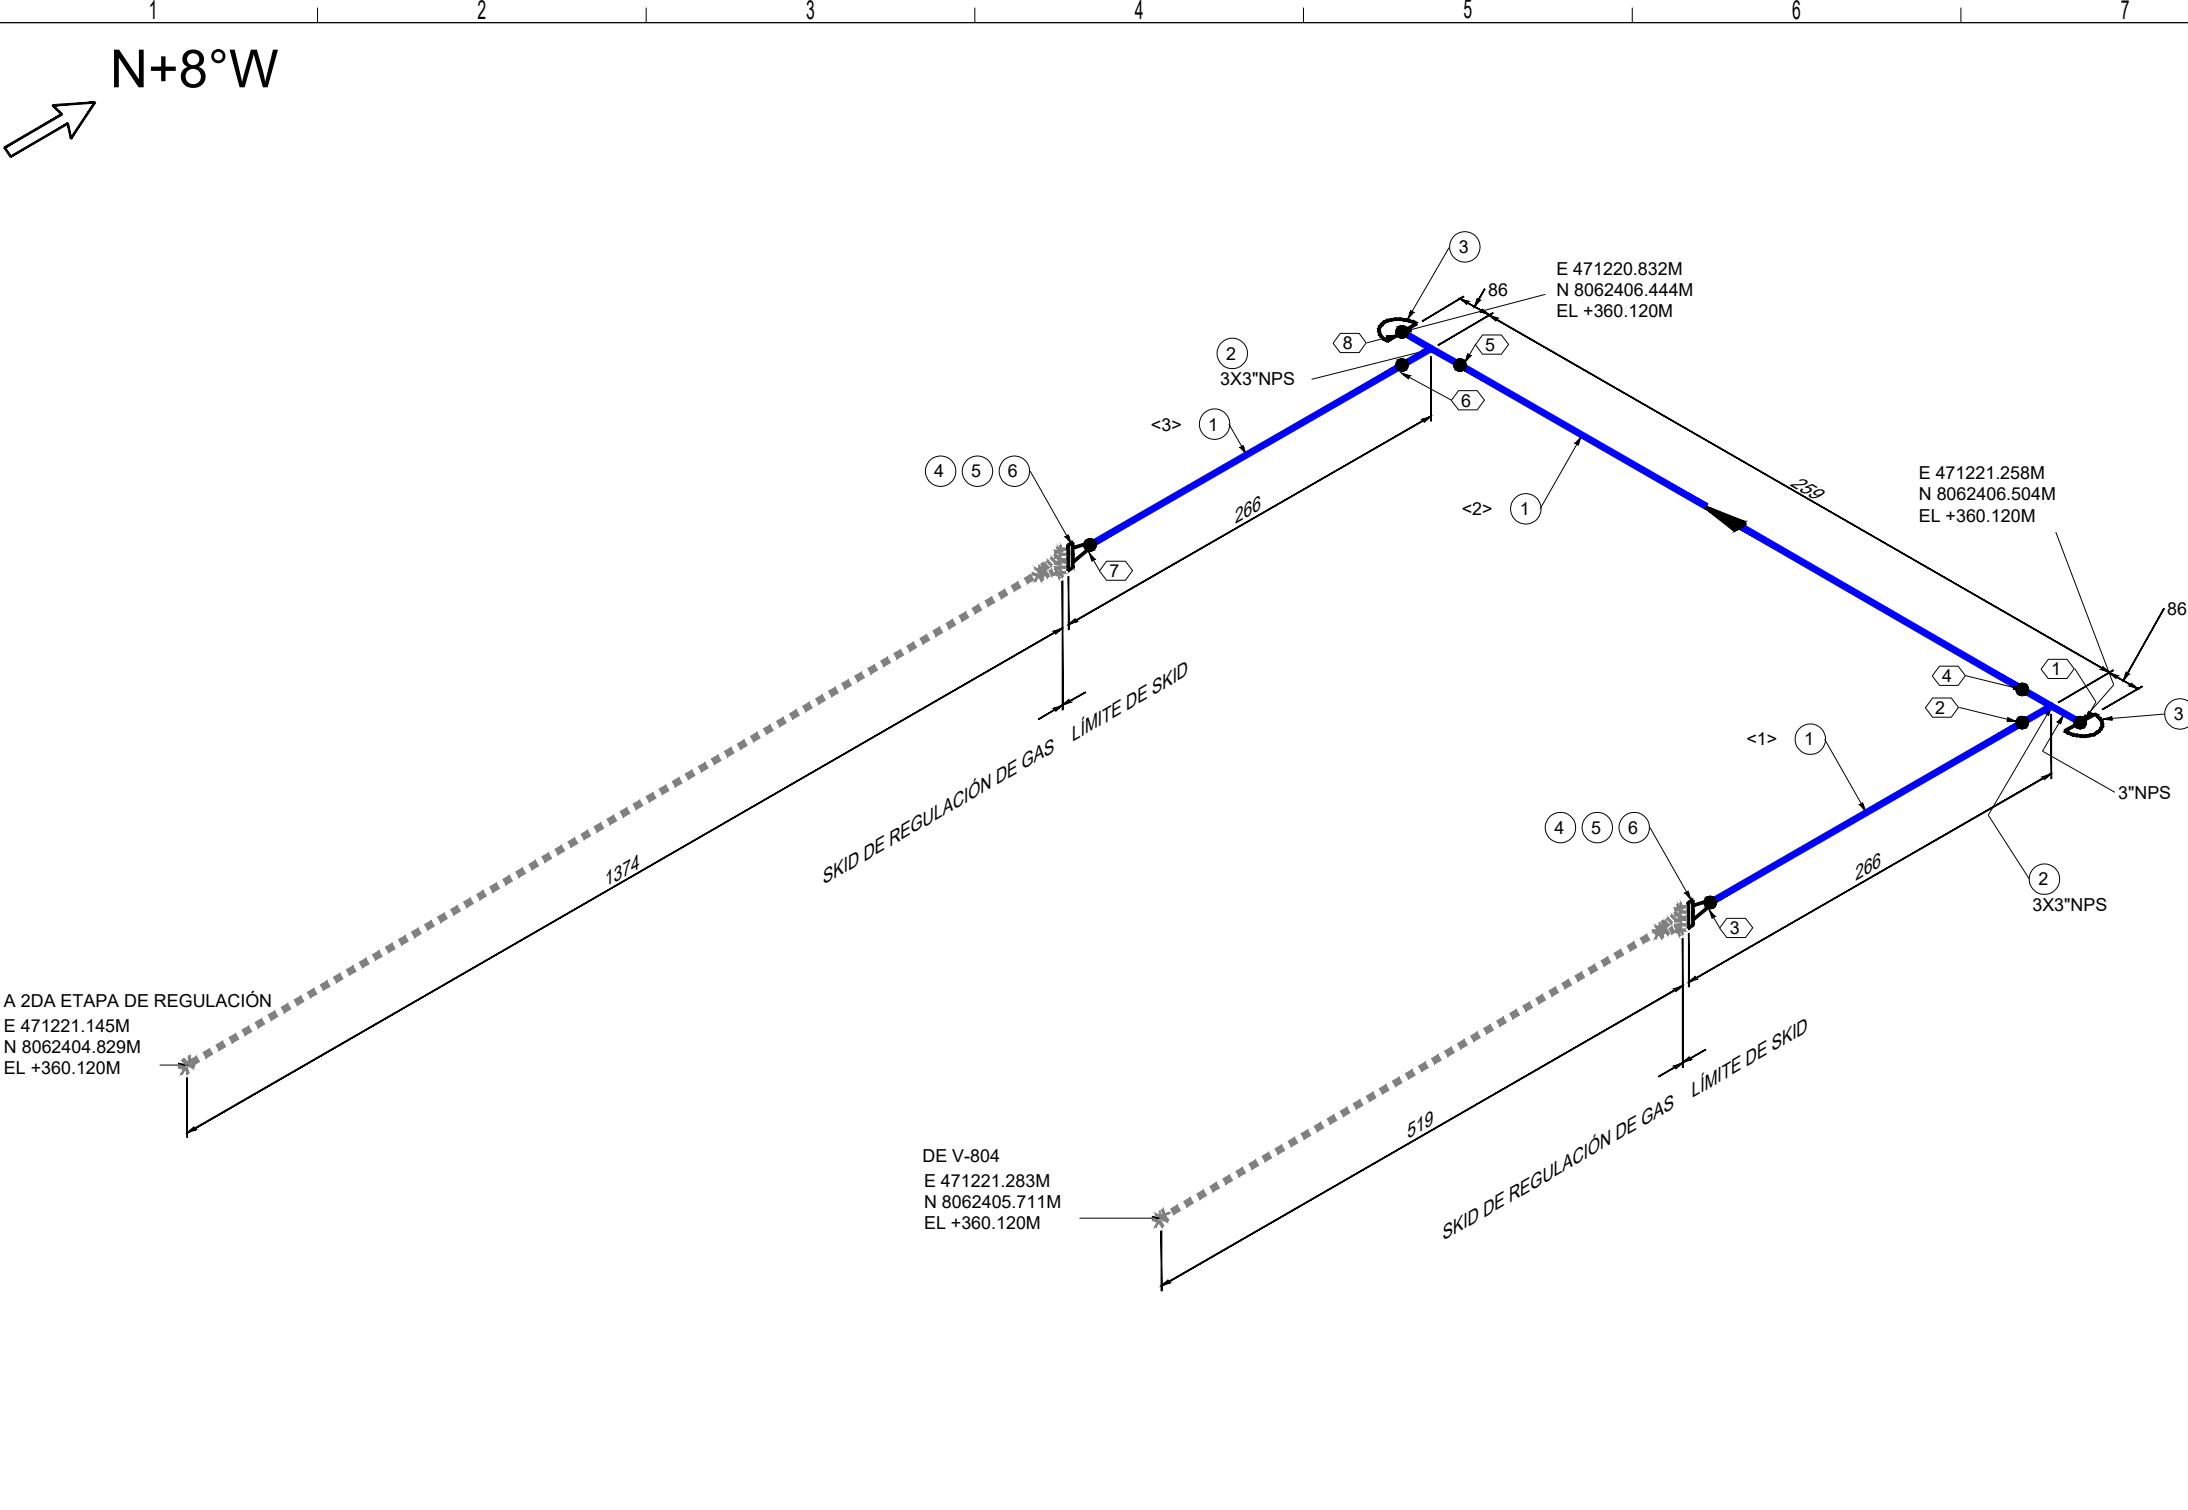 1 2 3 4 5 6 7
N+8°W
3
E 471220.832M
N 8062406.444M
EL +360.120M
86
8
5
2
3X3"NPS
6
<3> 1
4 5 6
266
7
<2> 1
259
E 471221.258M
N 8062406.504M
EL +360.120M
86
1
4
2
3
<1> 1
3"NPS
LÍMITE DE SKID
SKID DE REGULACIÓN DE GAS
1374
4 5 6
266
2
3X3"NPS
3
A 2DA ETAPA DE REGULACIÓN
E 471221.145M
N 8062404.829M
EL +360.120M
LÍMITE DE SKID
SKID DE REGULACIÓN DE GAS
519
DE V-804
E 471221.283M
N 8062405.711M
EL +360.120M